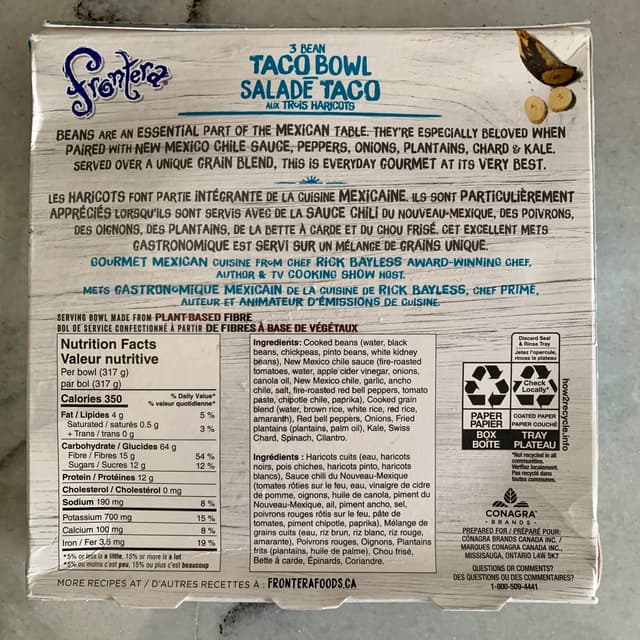 Frontera
3 BEAN
TACO BOWL
SALADE TACO
AUX TROIS HARICOTS
BEANS ARE AN ESSENTIAL PART OF THE MEXICAN TABLE. THEY'RE ESPECIALLY BELOVED WHEN
PAIRED WITH NEW MEXICO CHILE SAUCE, PEPPERS, ONIONS, PLANTAINS, CHARD & KALE.
SERVED OVER A UNIQUE GRAIN BLEND, THIS IS EVERYDAY GOURMET AT ITS VERY BEST.
LES HARICOTS FONT PARTIE INTÉGRANTE DE LA CUISINE MEXICAINE. ILS SONT PARTICULIÈREMENT
APPRÉCIÉS LORSQU'ILS SONT SERVIS AVEC DE LA SAUCE CHILI DU NOUVEAU-MEXIQUE, DES POIVRONS,
DES OIGNONS, DES PLANTAINS, DE LA BETTE À CARDE ET DU CHOU FRISÉ. CET EXCELLENT METS
GASTRONOMIQUE EST SERVI SUR UN MÉLANGE DE GRAINS UNIQUE.
GOURMET MEXICAN CUISINE FROM CHEF RICK BAYLESS AWARD-WINNING CHEF,
AUTHOR & TV COOKING SHOW HOST.
METS GASTRONOMIQUE MEXICAIN DE LA CUISINE DE RICK BAYLESS, CHEF PRIMÉ,
AUTEUR ET ANIMATEUR D'ÉMISSIONS DE CUISINE.
SERVING BOWL MADE FROM PLANT-BASED FIBRE
BOL DE SERVICE CONFECTIONNÉ À PARTIR DE FIBRES À BASE DE VÉGÉTAUX
Nutrition Facts
Valeur nutritive
Per bowl (317 g)
par bol (317 g)
Calories 350
% Daily Value*
% valeur quotidienne*
Fat / Lipides 4 g 5 %
Saturated / saturés 0.5 g
+ Trans / trans 0 g 3 %
Carbohydrate / Glucides 64 g
Fibre / Fibres 15 g 54 %
Sugars / Sucres 12 g 12 %
Protein / Protéines 12 g
Cholesterol / Cholestérol 0 mg
Sodium 190 mg 8 %
Potassium 700 mg 15 %
Calcium 100 mg 8 %
Iron / Fer 3.5 mg 19 %
*5% or less is a little, 15% or more is a lot
*5% ou moins c'est peu, 15% ou plus c'est beaucoup
Ingredients: Cooked beans (water, black
beans, chickpeas, pinto beans, white kidney
beans), New Mexico chile sauce (fire-roasted
tomatoes, water, apple cider vinegar, onions,
canola oil, New Mexico chile, garlic, ancho
chile, salt, fire-roasted red bell peppers, tomato
paste, chipotle chile, paprika), Cooked grain
blend (water, brown rice, white rice, red rice,
amaranth), Red bell peppers, Onions, Fried
plantains (plantains, palm oil), Kale, Swiss
Chard, Spinach, Cilantro.
Ingrédients : Haricots cuits (eau, haricots
noirs, pois chiches, haricots pinto, haricots
blancs), Sauce chili du Nouveau-Mexique
(tomates rôties sur le feu, eau, vinaigre de cidre
de pomme, oignons, huile de canola, piment du
Nouveau-Mexique, ail, piment ancho, sel,
poivrons rouges rôtis sur le feu, pâte de
tomates, piment chipotle, paprika), Mélange de
grains cuits (eau, riz brun, riz blanc, riz rouge,
amarante), Poivrons rouges, Oignons, Plantains
frits (plantains, huile de palme), Chou frisé,
Bette à carde, Épinards, Coriandre.
Discard Seal
& Rinse Tray
Jetez l'opercule,
rincez le plateau
Check
Locally*
PAPER
PAPIER
COATED PAPER
PAPIER COUCHÉ
BOX
BOÎTE
TRAY
PLATEAU
how2recycle.info
*Not recycled in all
communities.
Vérifiez localement.
Pas recyclé dans
toutes communes.
CONAGRA
BRANDS
PREPARED FOR / PRÉPARÉ POUR:
CONAGRA BRANDS CANADA INC. /
MARQUES CONAGRA CANADA INC.,
MISSISSAUGA, ONTARIO L4W 5K7
QUESTIONS OR COMMENTS?
DES QUESTIONS OU DES COMMENTAIRES?
1-800-509-4441
MORE RECIPES AT / D'AUTRES RECETTES À : FRONTERAFOODS.CA